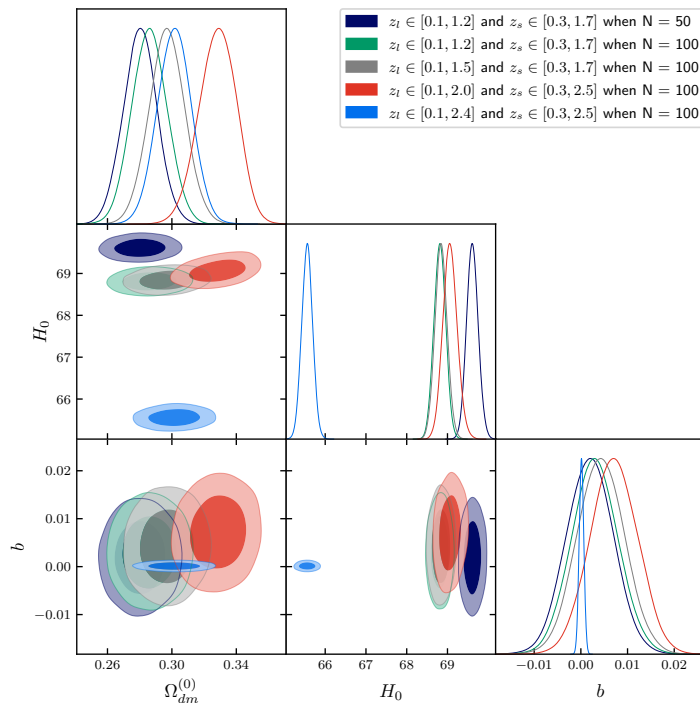 z_l ∈ [0.1, 1.2] and z_s ∈ [0.3, 1.7] when N = 50
z_l ∈ [0.1, 1.2] and z_s ∈ [0.3, 1.7] when N = 100
z_l ∈ [0.1, 1.5] and z_s ∈ [0.3, 1.7] when N = 100
z_l ∈ [0.1, 2.0] and z_s ∈ [0.3, 2.5] when N = 100
z_l ∈ [0.1, 2.4] and z_s ∈ [0.3, 2.5] when N = 100
69
68
67
66
H_0
0.02
0.01
0.00
−0.01
b
0.26 0.30 0.34
66 67 68 69
−0.01 0.00 0.01 0.02
Ω_{dm}^{(0)}
H_0
b